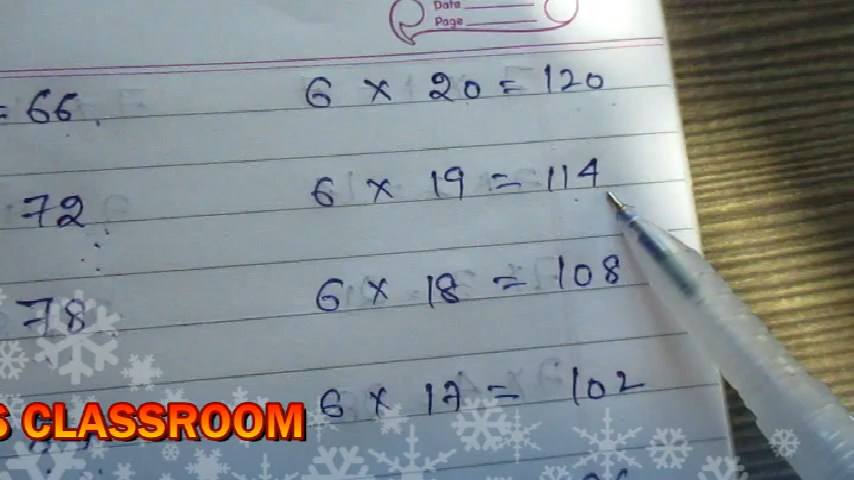 Date
Page
= 66
72
78
6 × 20 = 120
6 × 19 = 114
6 × 18 = 108
6 × 17 = 102
S CLASSROOM